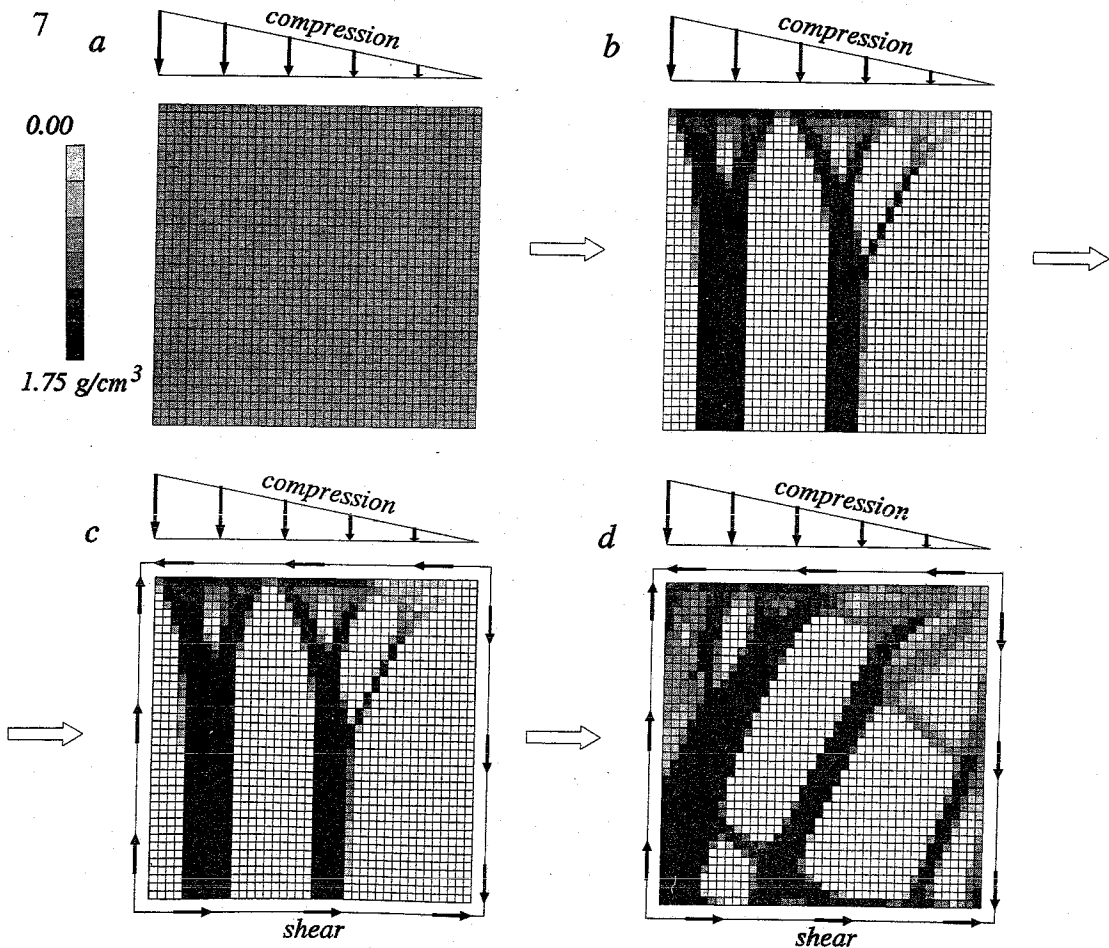 7
a
compression
b
compression
0.00
1.75 g/cm³
c
compression
d
compression
shear
shear